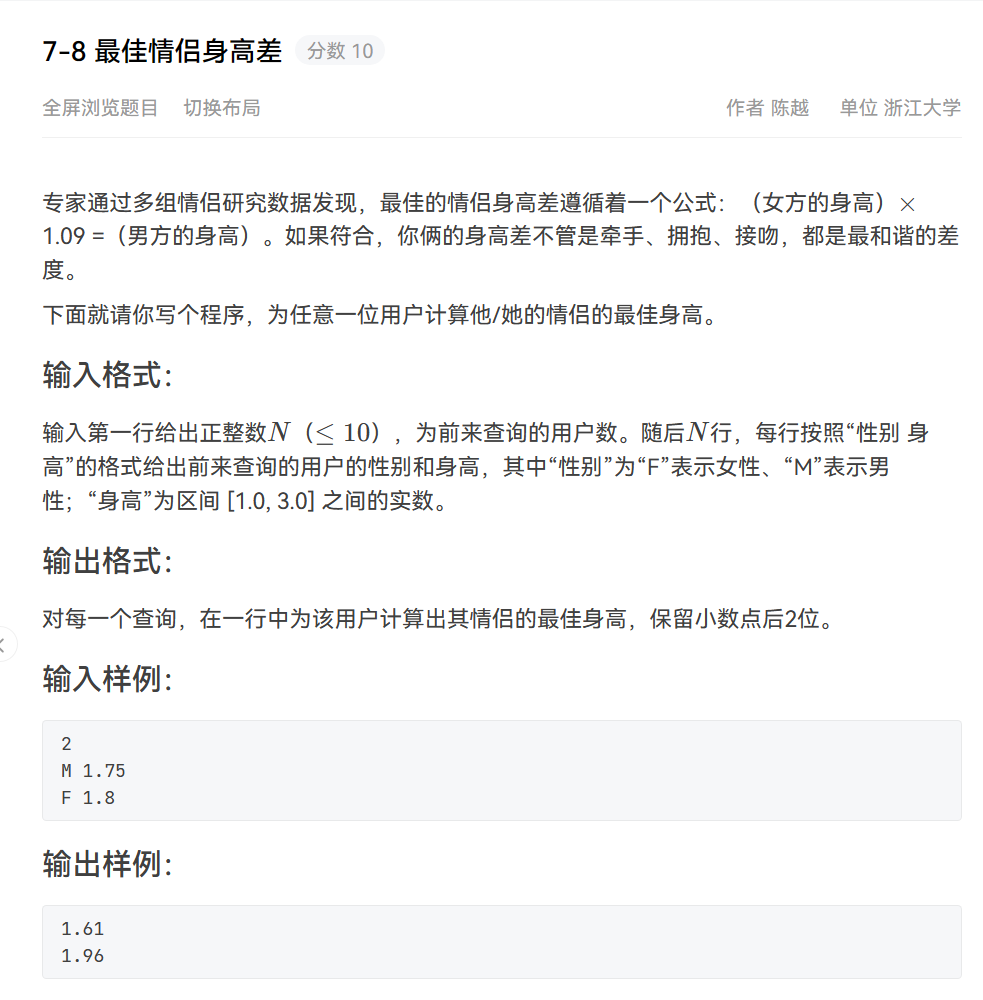 7-8 最佳情侣身高差 分数 10
全屏浏览题目 切换布局 作者 陈越 单位 浙江大学
专家通过多组情侣研究数据发现，最佳的情侣身高差遵循着一个公式：（女方的身高）×
1.09 =（男方的身高）。如果符合，你俩的身高差不管是牵手、拥抱、接吻，都是最和谐的差
度。
下面就请你写个程序，为任意一位用户计算他/她的情侣的最佳身高。
输入格式：
输入第一行给出正整数N（≤ 10），为前来查询的用户数。随后N行，每行按照“性别 身
高”的格式给出前来查询的用户的性别和身高，其中“性别”为“F”表示女性、“M”表示男
性；“身高”为区间 [1.0, 3.0] 之间的实数。
输出格式：
对每一个查询，在一行中为该用户计算出其情侣的最佳身高，保留小数点后2位。
输入样例：
2
M 1.75
F 1.8
输出样例：
1.61
1.96